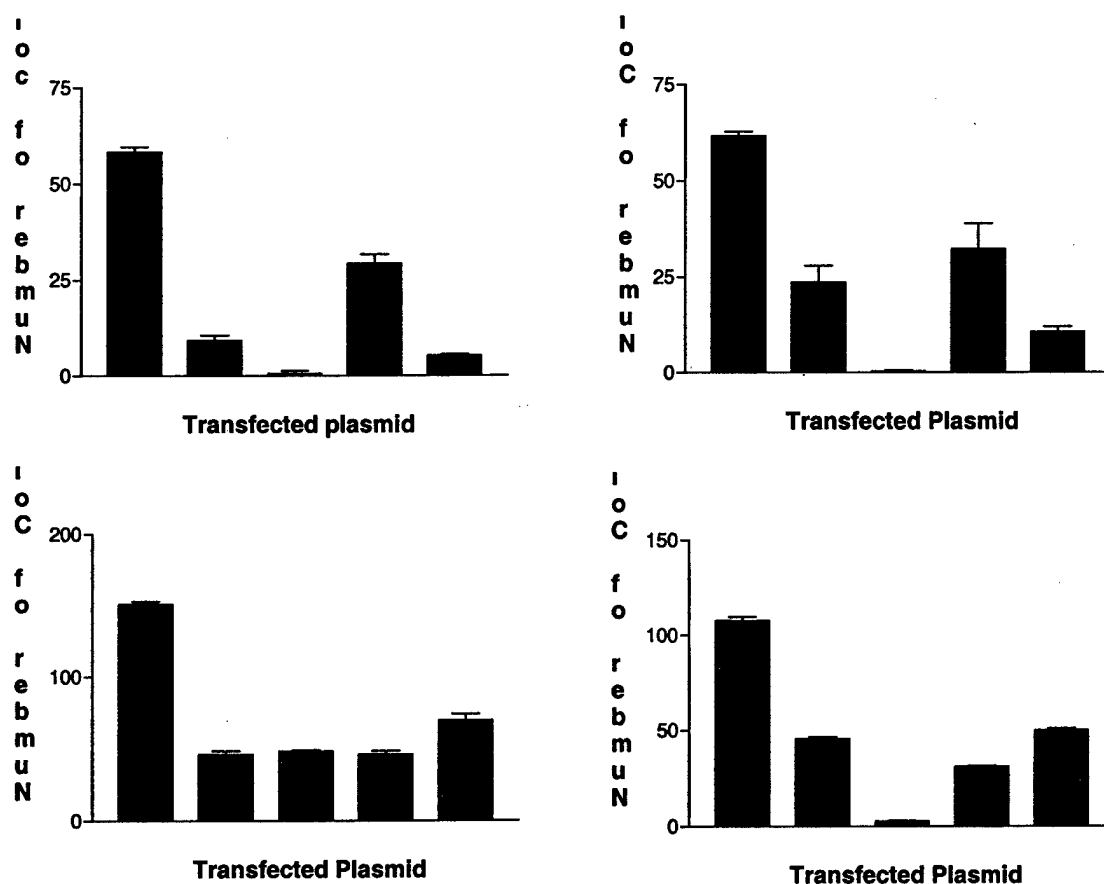 Number of col
75
50
25
0
Transfected plasmid
Number of Col
75
50
25
0
Transfected Plasmid
Number of Col
200
100
0
Transfected Plasmid
Number of Col
150
100
50
0
Transfected Plasmid